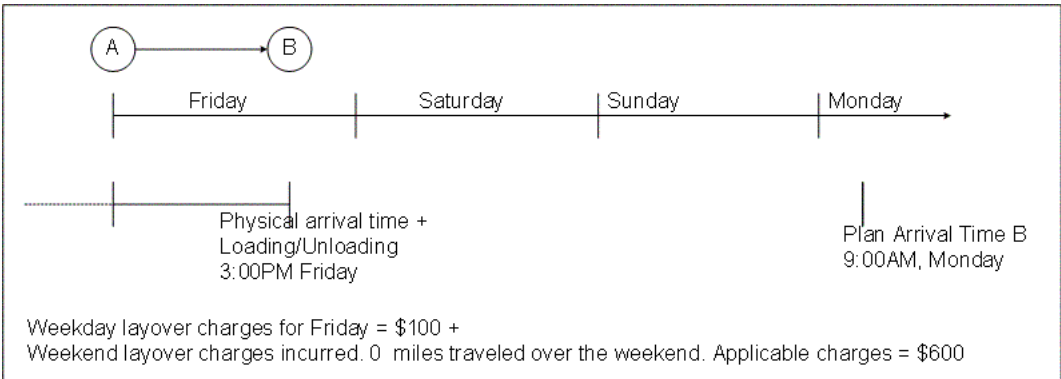 A
B
Friday
Saturday
Sunday
Monday
Physical arrival time +
Loading/Unloading
3:00PM Friday
Plan Arrival Time B
9:00AM, Monday
Weekday layover charges for Friday = $100 +
Weekend layover charges incurred. 0 miles traveled over the weekend. Applicable charges = $600